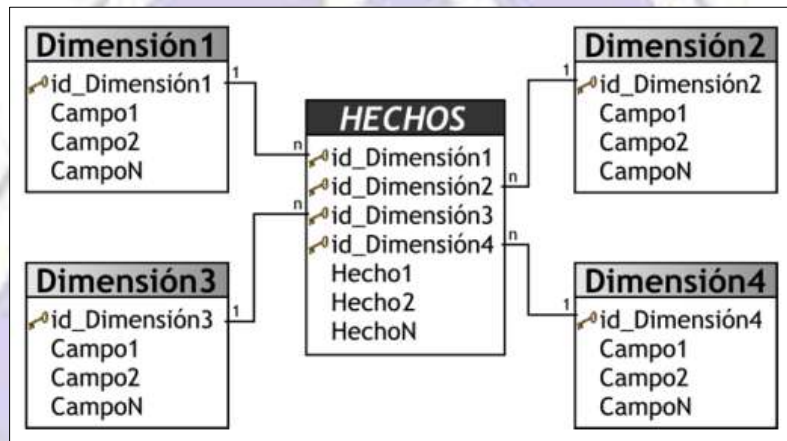 Dimensión1
1
id_Dimensión1
Campo1
Campo2
CampoN
Dimensión2
1
id_Dimensión2
Campo1
Campo2
CampoN
HECHOS
n
id_Dimensión1
id_Dimensión2
n
n
id_Dimensión3
id_Dimensión4
n
Hecho1
Hecho2
HechoN
Dimensión3
id_Dimensión3
1
Campo1
Campo2
CampoN
Dimensión4
1
id_Dimensión4
Campo1
Campo2
CampoN